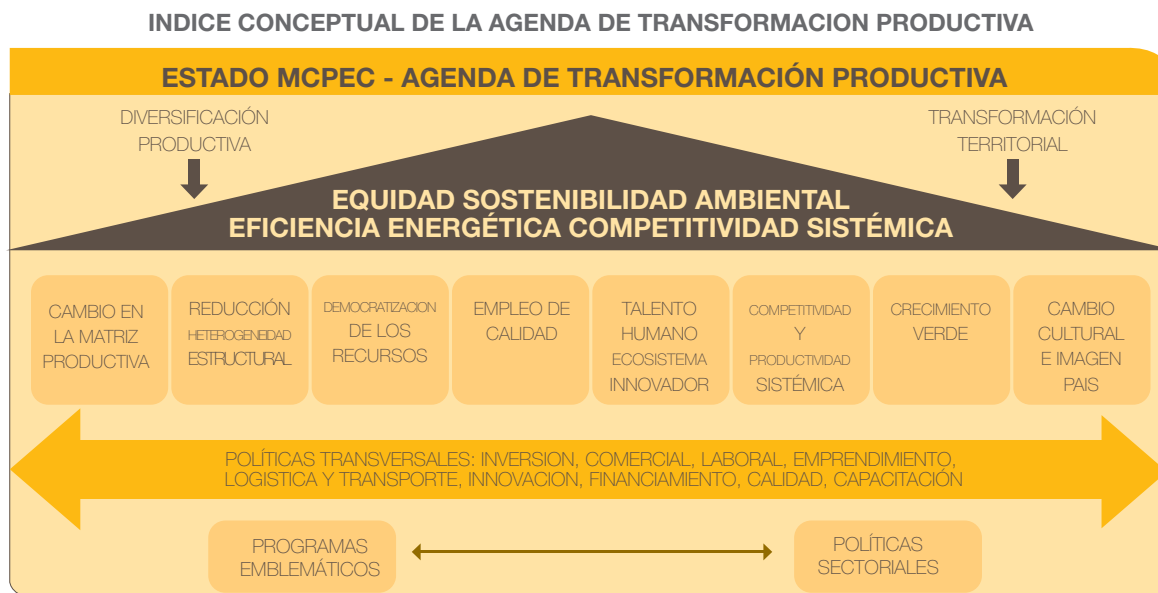 INDICE CONCEPTUAL DE LA AGENDA DE TRANSFORMACION PRODUCTIVA
ESTADO MCPEC - AGENDA DE TRANSFORMACIÓN PRODUCTIVA
DIVERSIFICACIÓN
PRODUCTIVA
TRANSFORMACIÓN
TERRITORIAL
EQUIDAD SOSTENIBILIDAD AMBIENTAL
EFICIENCIA ENERGÉTICA COMPETITIVIDAD SISTÉMICA
CAMBIO EN
LA MATRIZ
PRODUCTIVA
REDUCCIÓN
HETEROGENEIDAD
ESTRUCTURAL
DEMOCRATIZACION
DE LOS
RECURSOS
EMPLEO DE
CALIDAD
TALENTO
HUMANO
ECOSISTEMA
INNOVADOR
COMPETITIVIDAD
Y
PRODUCTIVIDAD
SISTÉMICA
CRECIMIENTO
VERDE
CAMBIO
CULTURAL
E IMAGEN
PAIS
POLÍTICAS TRANSVERSALES: INVERSION, COMERCIAL, LABORAL, EMPRENDIMIENTO,
LOGISTICA Y TRANSPORTE, INNOVACION, FINANCIAMIENTO, CALIDAD, CAPACITACIÓN
PROGRAMAS
EMBLEMÁTICOS
POLÍTICAS
SECTORIALES